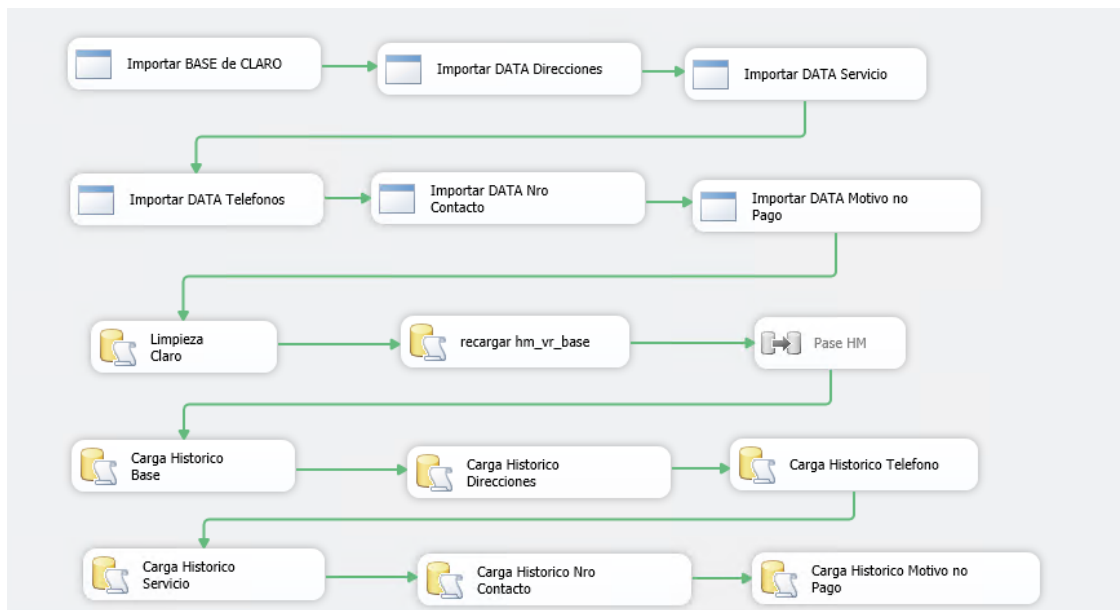 Importar BASE de CLARO
Importar DATA Direcciones
Importar DATA Servicio
Importar DATA Telefonos
Importar DATA Nro
Contacto
Importar DATA Motivo no
Pago
Limpieza
Claro
recargar hm_vr_base
Pase HM
Carga Historico
Base
Carga Historico
Direcciones
Carga Historico Telefono
Carga Historico
Servicio
Carga Historico Nro
Contacto
Carga Historico Motivo no
Pago